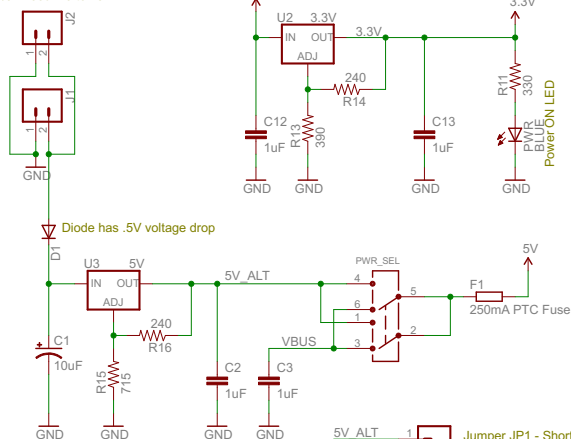 J2
1 2
J1
1 2
GND
U2 3.3V
IN OUT
ADJ
3.3V
3.3V
240
R14
R13
390
C12
1uF
C13
1uF
R11
330
PWR
BLUE
Power ON LED
GND
GND
GND
GND
Diode has .5V voltage drop
D1
U3 5V
IN OUT
ADJ
5V_ALT
240
R16
R15
715
C1
10uF
C2
1uF
C3
1uF
VBUS
PWR_SEL
4
6
1
3
5
2
F1
250mA PTC Fuse
5V
GND
GND
GND
GND
5V_ALT 1
Jumper JP1 - Short